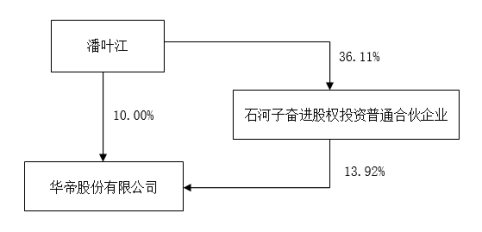 潘叶江
36.11%
10.00%
石河子奋进股权投资普通合伙企业
13.92%
华帝股份有限公司